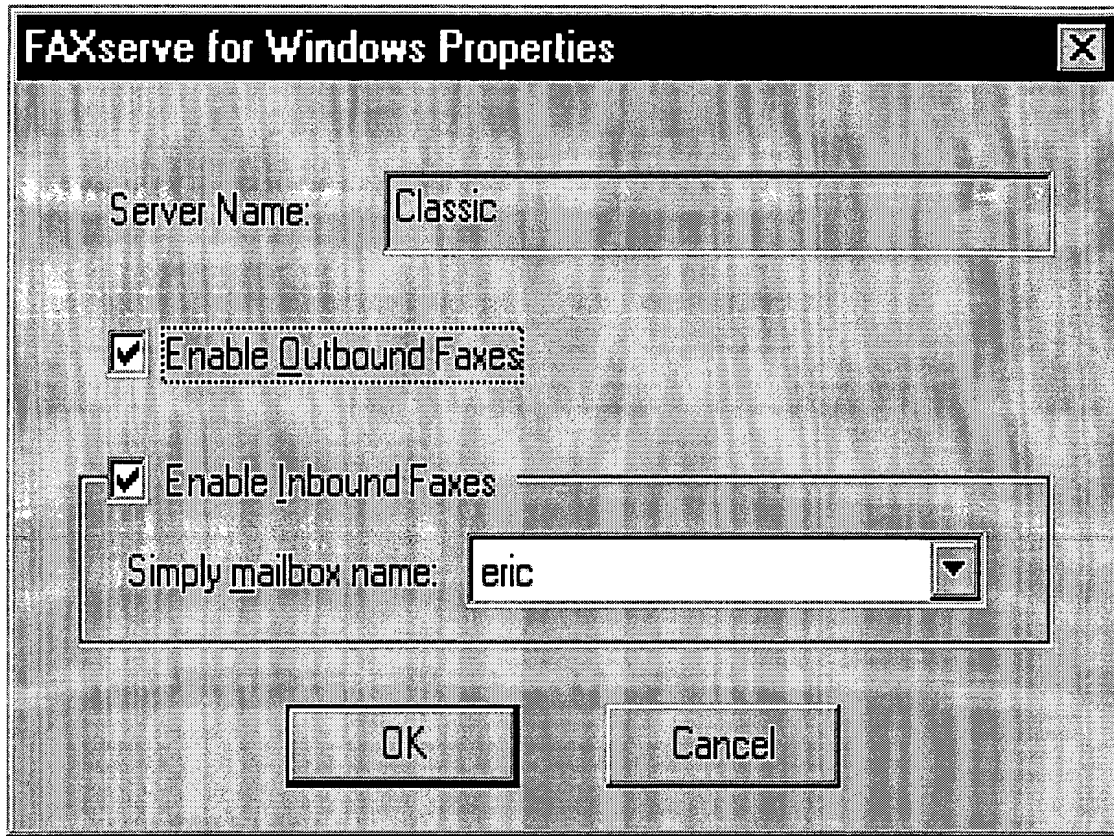 FAXserve for Windows Properties
Server Name: Classic
Enable Outbound Faxes
Enable Inbound Faxes
Simply mailbox name: eric
OK Cancel